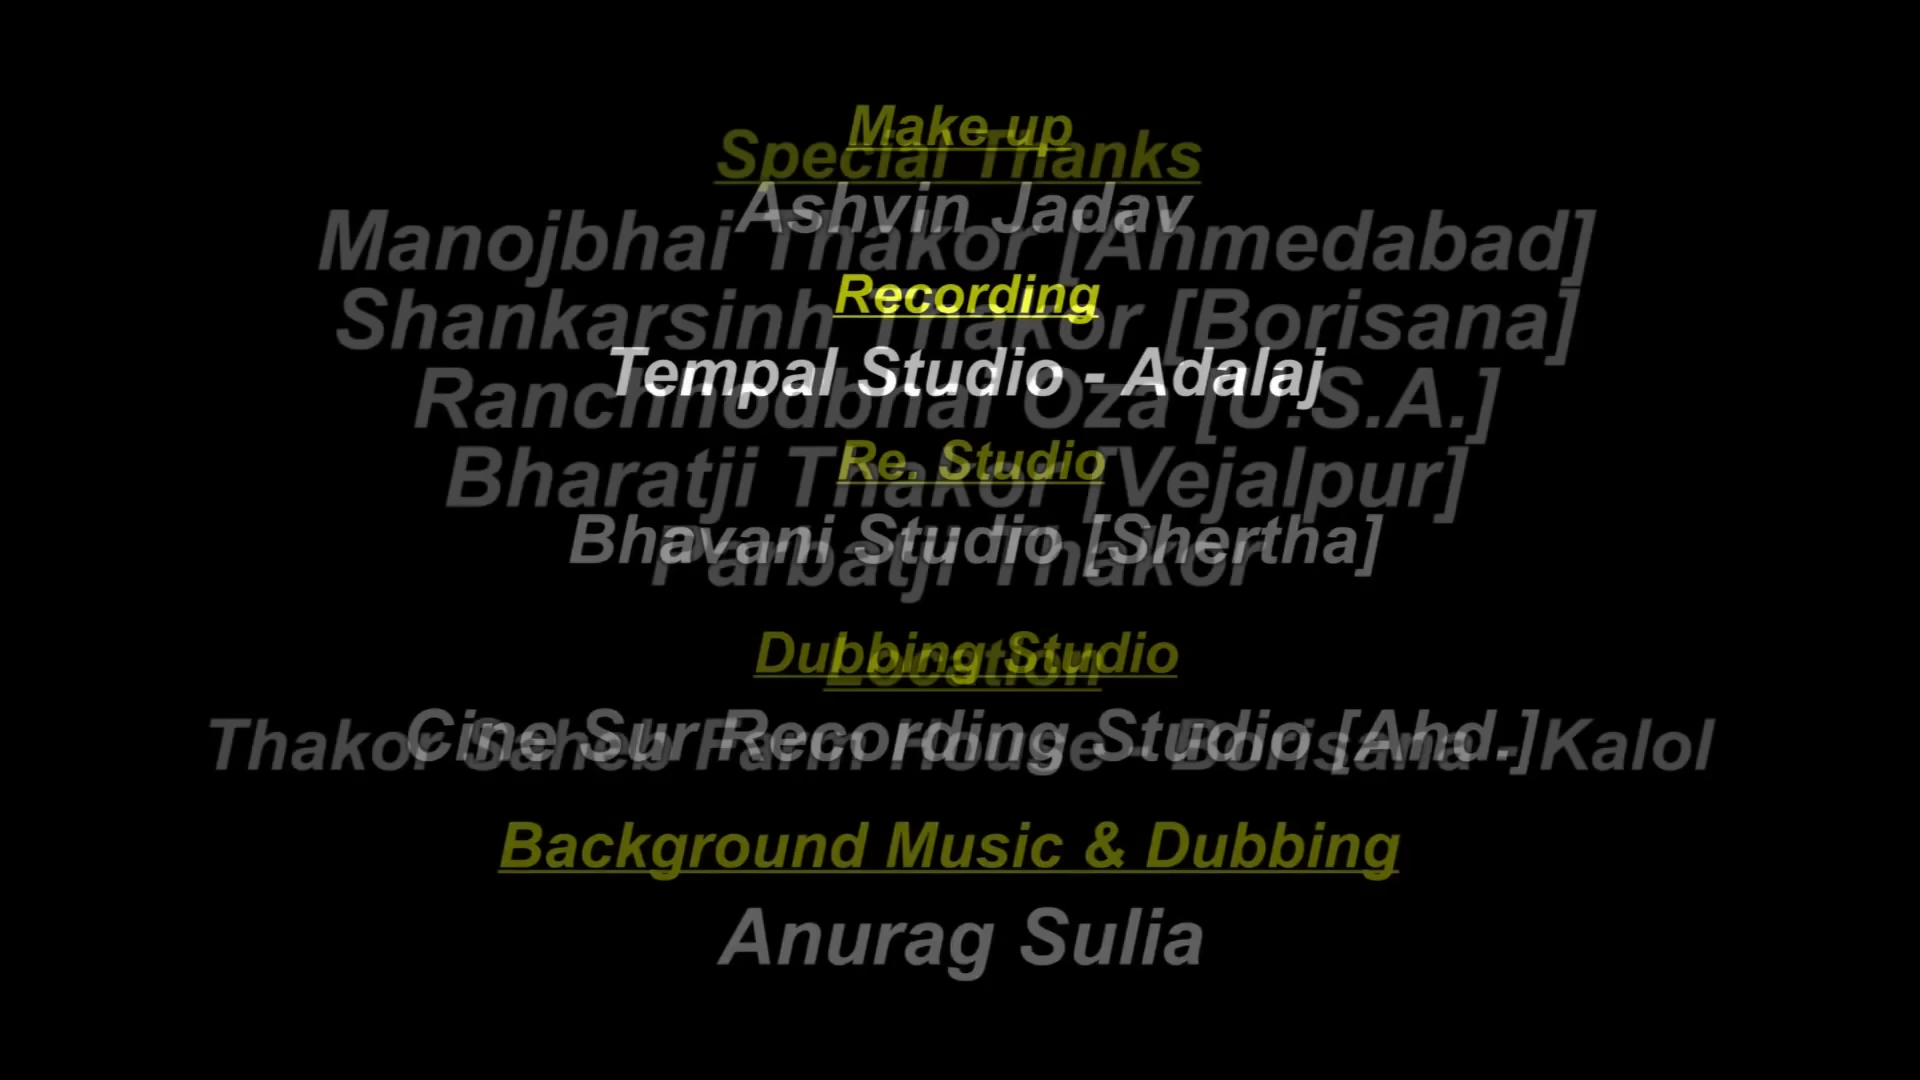 Make up
Special Thanks
Ashvin Jadav
Manojbhai Thakor [Ahmedabad]
Recording
Shankarsinh Thakor [Borisana]
Tempal Studio - Adalaj
Ranchhodbhai Oza [U.S.A.]
Re. Studio
Bharatji Thakor [Vejalpur]
Bhavani Studio [Shertha]
Parbatji Thakor
Dubbing Studio
Location
Cine Sur Recording Studio [Ahd.]
Thakor Saheb Farm House - Borisana - Kalol
Background Music & Dubbing
Anurag Sulia